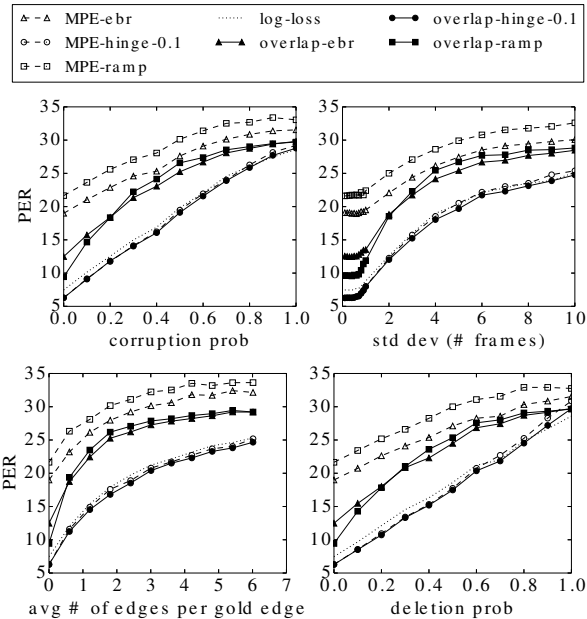 MPE-ebr
log-loss
overlap-hinge-0.1
MPE-hinge-0.1
overlap-ebr
overlap-ramp
MPE-ramp
35
30
25
20
15
10
5
PER
0.0 0.2 0.4 0.6 0.8 1.0
corruption prob
35
30
25
20
15
10
5
0 2 4 6 8 10
std dev (# frames)
35
30
25
20
15
10
5
PER
0 1 2 3 4 5 6 7
avg # of edges per gold edge
35
30
25
20
15
10
5
0.0 0.2 0.4 0.6 0.8 1.0
deletion prob